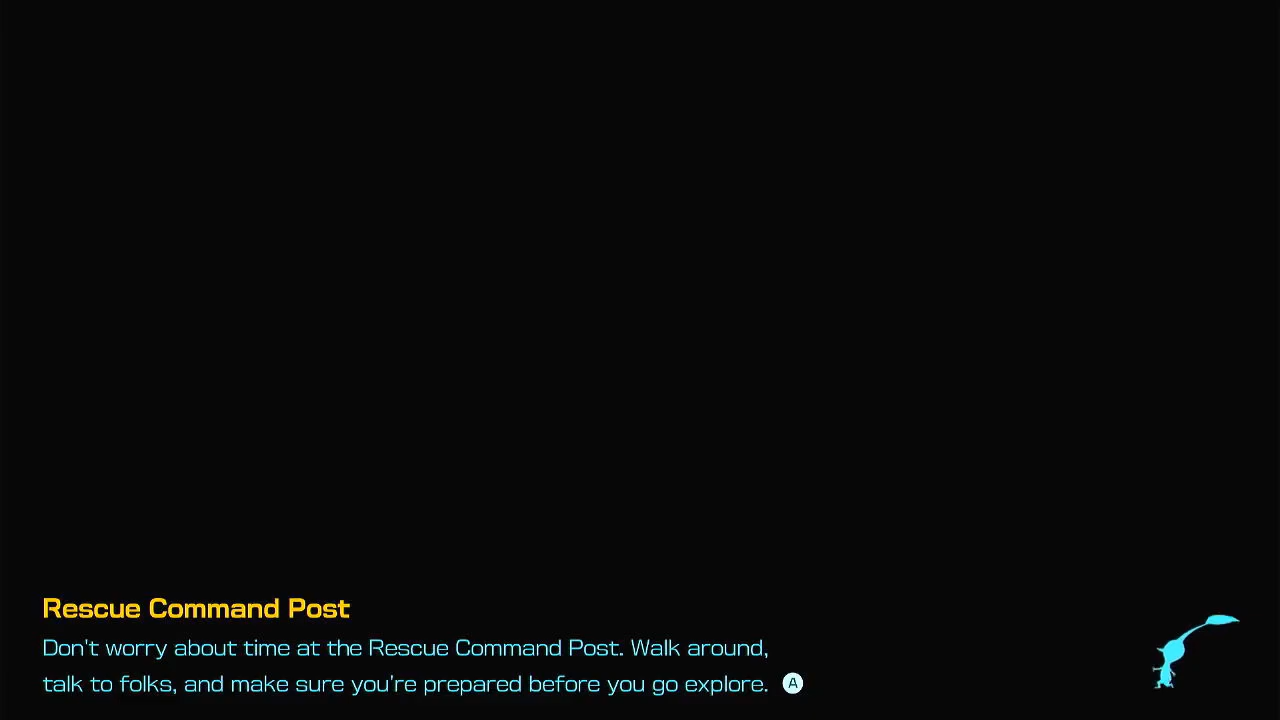 Rescue Command Post
Don't worry about time at the Rescue Command Post. Walk around,
talk to folks, and make sure you're prepared before you go explore. A